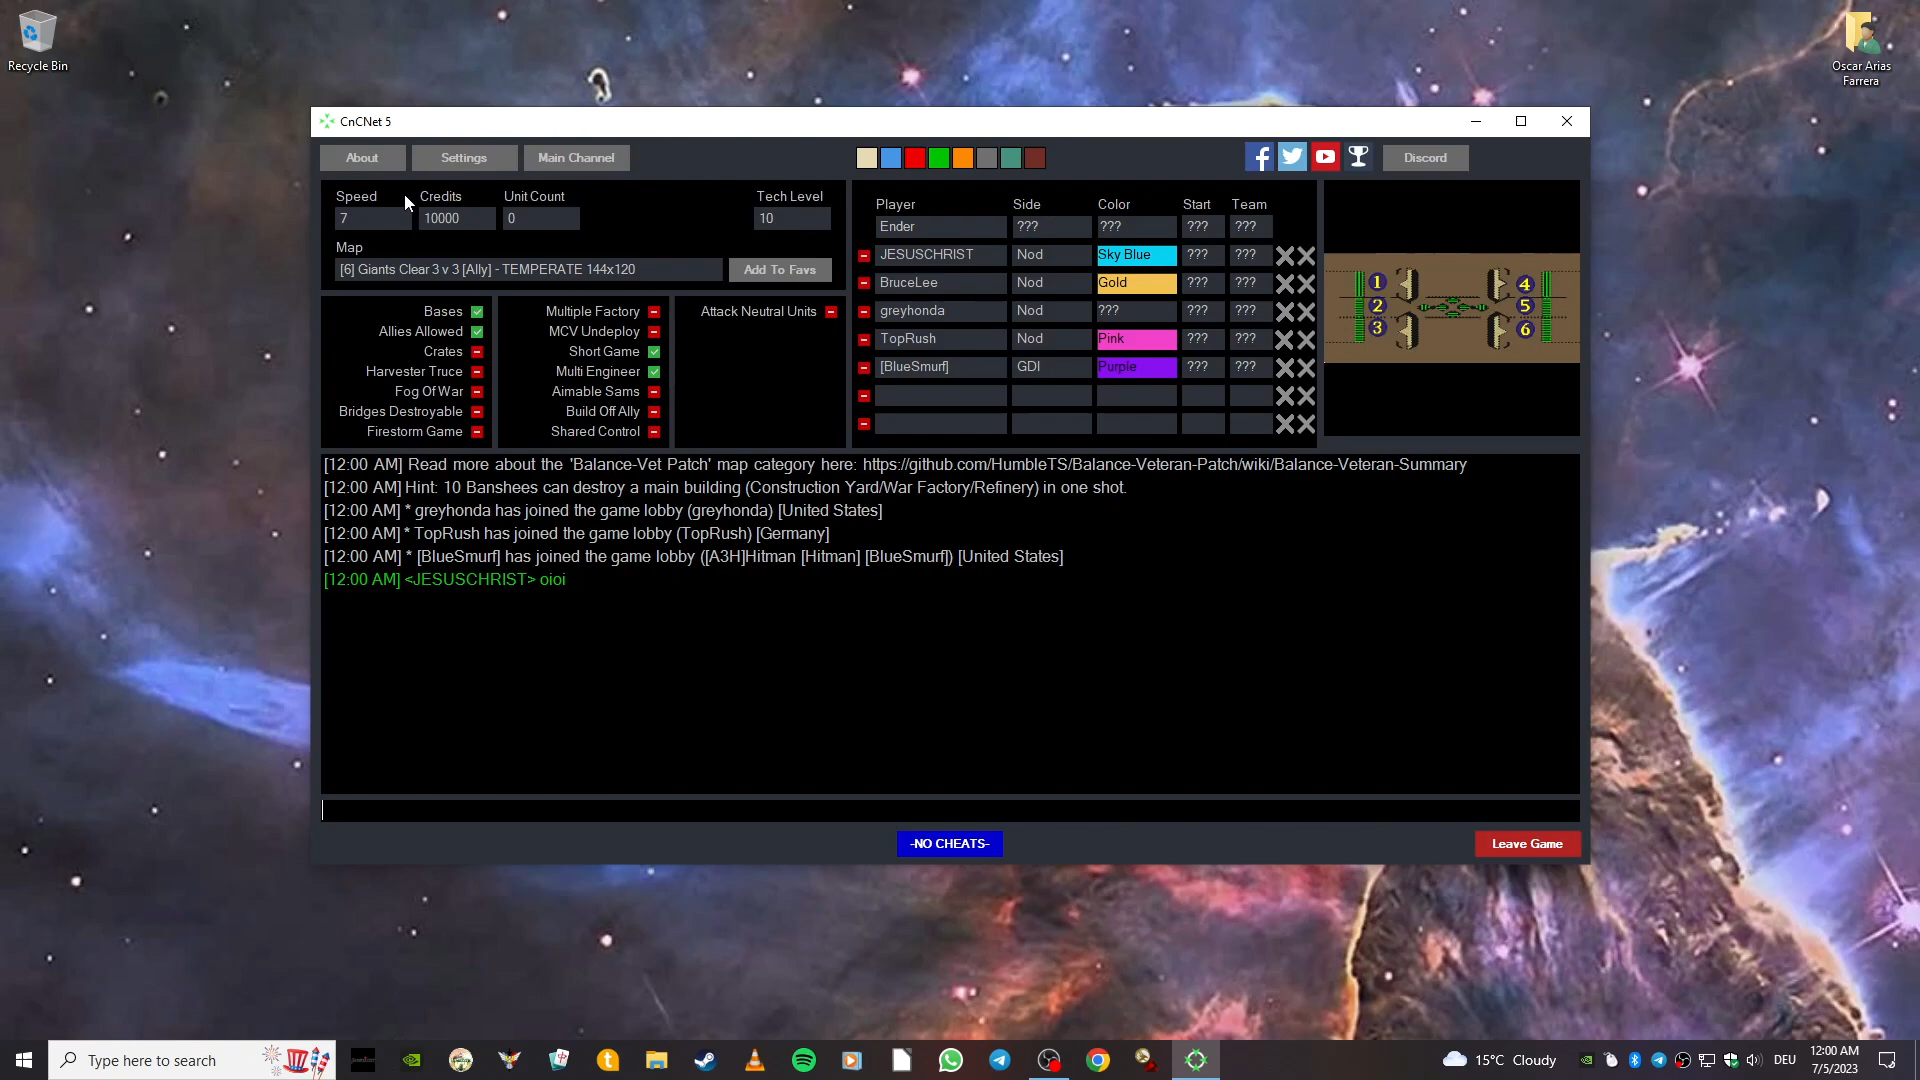 Recycle Bin
Oscar Arias
Farrera
CnCNet 5
About
Settings
Main Channel
Discord
Speed
Credits
Unit Count
Tech Level
7
10000
0
10
Map
[6] Giants Clear 3 v 3 [Ally] - TEMPERATE 144x120
Add To Favs
Bases
Allies Allowed
Crates
Harvester Truce
Fog Of War
Bridges Destroyable
Firestorm Game
Multiple Factory
MCV Undeploy
Short Game
Multi Engineer
Aimable Sams
Build Off Ally
Shared Control
Attack Neutral Units
Player Side Color Start Team
Ender ??? ??? ??? ???
JESUSCHRIST Nod Sky Blue ??? ???
BruceLee Nod Gold ??? ???
greyhonda Nod ??? ??? ???
TopRush Nod Pink ??? ???
[BlueSmurf] GDI Purple ??? ???
1 4
2 5
3 6
[12:00 AM] Read more about the 'Balance-Vet Patch' map category here: https://github.com/HumbleTS/Balance-Veteran-Patch/wiki/Balance-Veteran-Summary
[12:00 AM] Hint: 10 Banshees can destroy a main building (Construction Yard/War Factory/Refinery) in one shot.
[12:00 AM] * greyhonda has joined the game lobby (greyhonda) [United States]
[12:00 AM] * TopRush has joined the game lobby (TopRush) [Germany]
[12:00 AM] * [BlueSmurf] has joined the game lobby ([A3H]Hitman [Hitman] [BlueSmurf]) [United States]
[12:00 AM] <JESUSCHRIST> oioi
-NO CHEATS-
Leave Game
Type here to search
15°C Cloudy
DEU
12:00 AM
7/5/2023